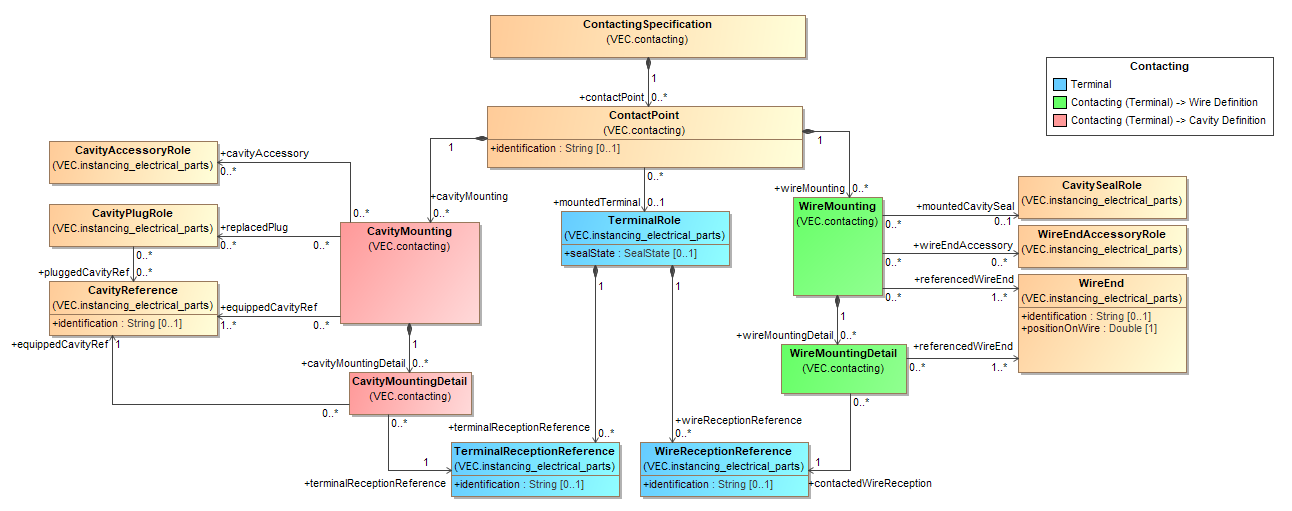 ContactingSpecification
(VEC.contacting)
1
+contactPoint 0..*
Contacting
Terminal
Contacting (Terminal) -> Wire Definition
Contacting (Terminal) -> Cavity Definition
ContactPoint
(VEC.contacting)
+identification : String [0..1]
1
1
0..*
+cavityMounting
0..*
+mountedTerminal 0..1
+wireMounting 0..*
CavityAccessoryRole
(VEC.instancing_electrical_parts)
+cavityAccessory
0..*
0..*
CavityPlugRole
(VEC.instancing_electrical_parts)
+replacedPlug
0..*
0..*
0..*
+pluggedCavityRef 0..*
CavityReference
(VEC.instancing_electrical_parts)
+identification : String [0..1]
+equippedCavityRef
1..*
0..*
+equippedCavityRef 1
CavityMounting
(VEC.contacting)
1
+cavityMountingDetail 0..*
CavityMountingDetail
(VEC.contacting)
0..*
0..*
1
+terminalReceptionReference
TerminalRole
(VEC.instancing_electrical_parts)
+sealState : SealState [0..1]
1
1
+terminalReceptionReference 0..*
+wireReceptionReference
0..*
TerminalReceptionReference
(VEC.instancing_electrical_parts)
+identification : String [0..1]
WireReceptionReference
(VEC.instancing_electrical_parts)
+identification : String [0..1]
WireMounting
(VEC.contacting)
+mountedCavitySeal
0..*
0..1
+wireEndAccessory
0..*
0..*
+referencedWireEnd
0..*
1..*
1
+wireMountingDetail 0..*
WireMountingDetail
(VEC.contacting)
+referencedWireEnd
0..*
1..*
0..*
1
+contactedWireReception
CavitySealRole
(VEC.instancing_electrical_parts)
WireEndAccessoryRole
(VEC.instancing_electrical_parts)
WireEnd
(VEC.instancing_electrical_parts)
+identification : String [0..1]
+positionOnWire : Double [1]